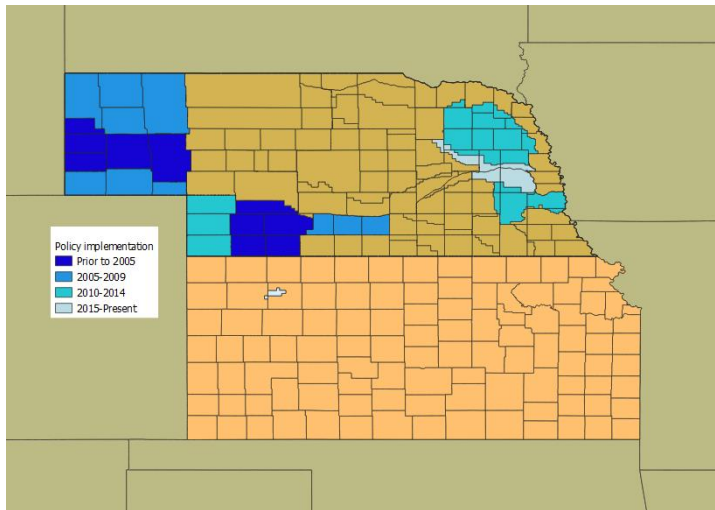 Policy implementation
Prior to 2005
2005-2009
2010-2014
2015-Present